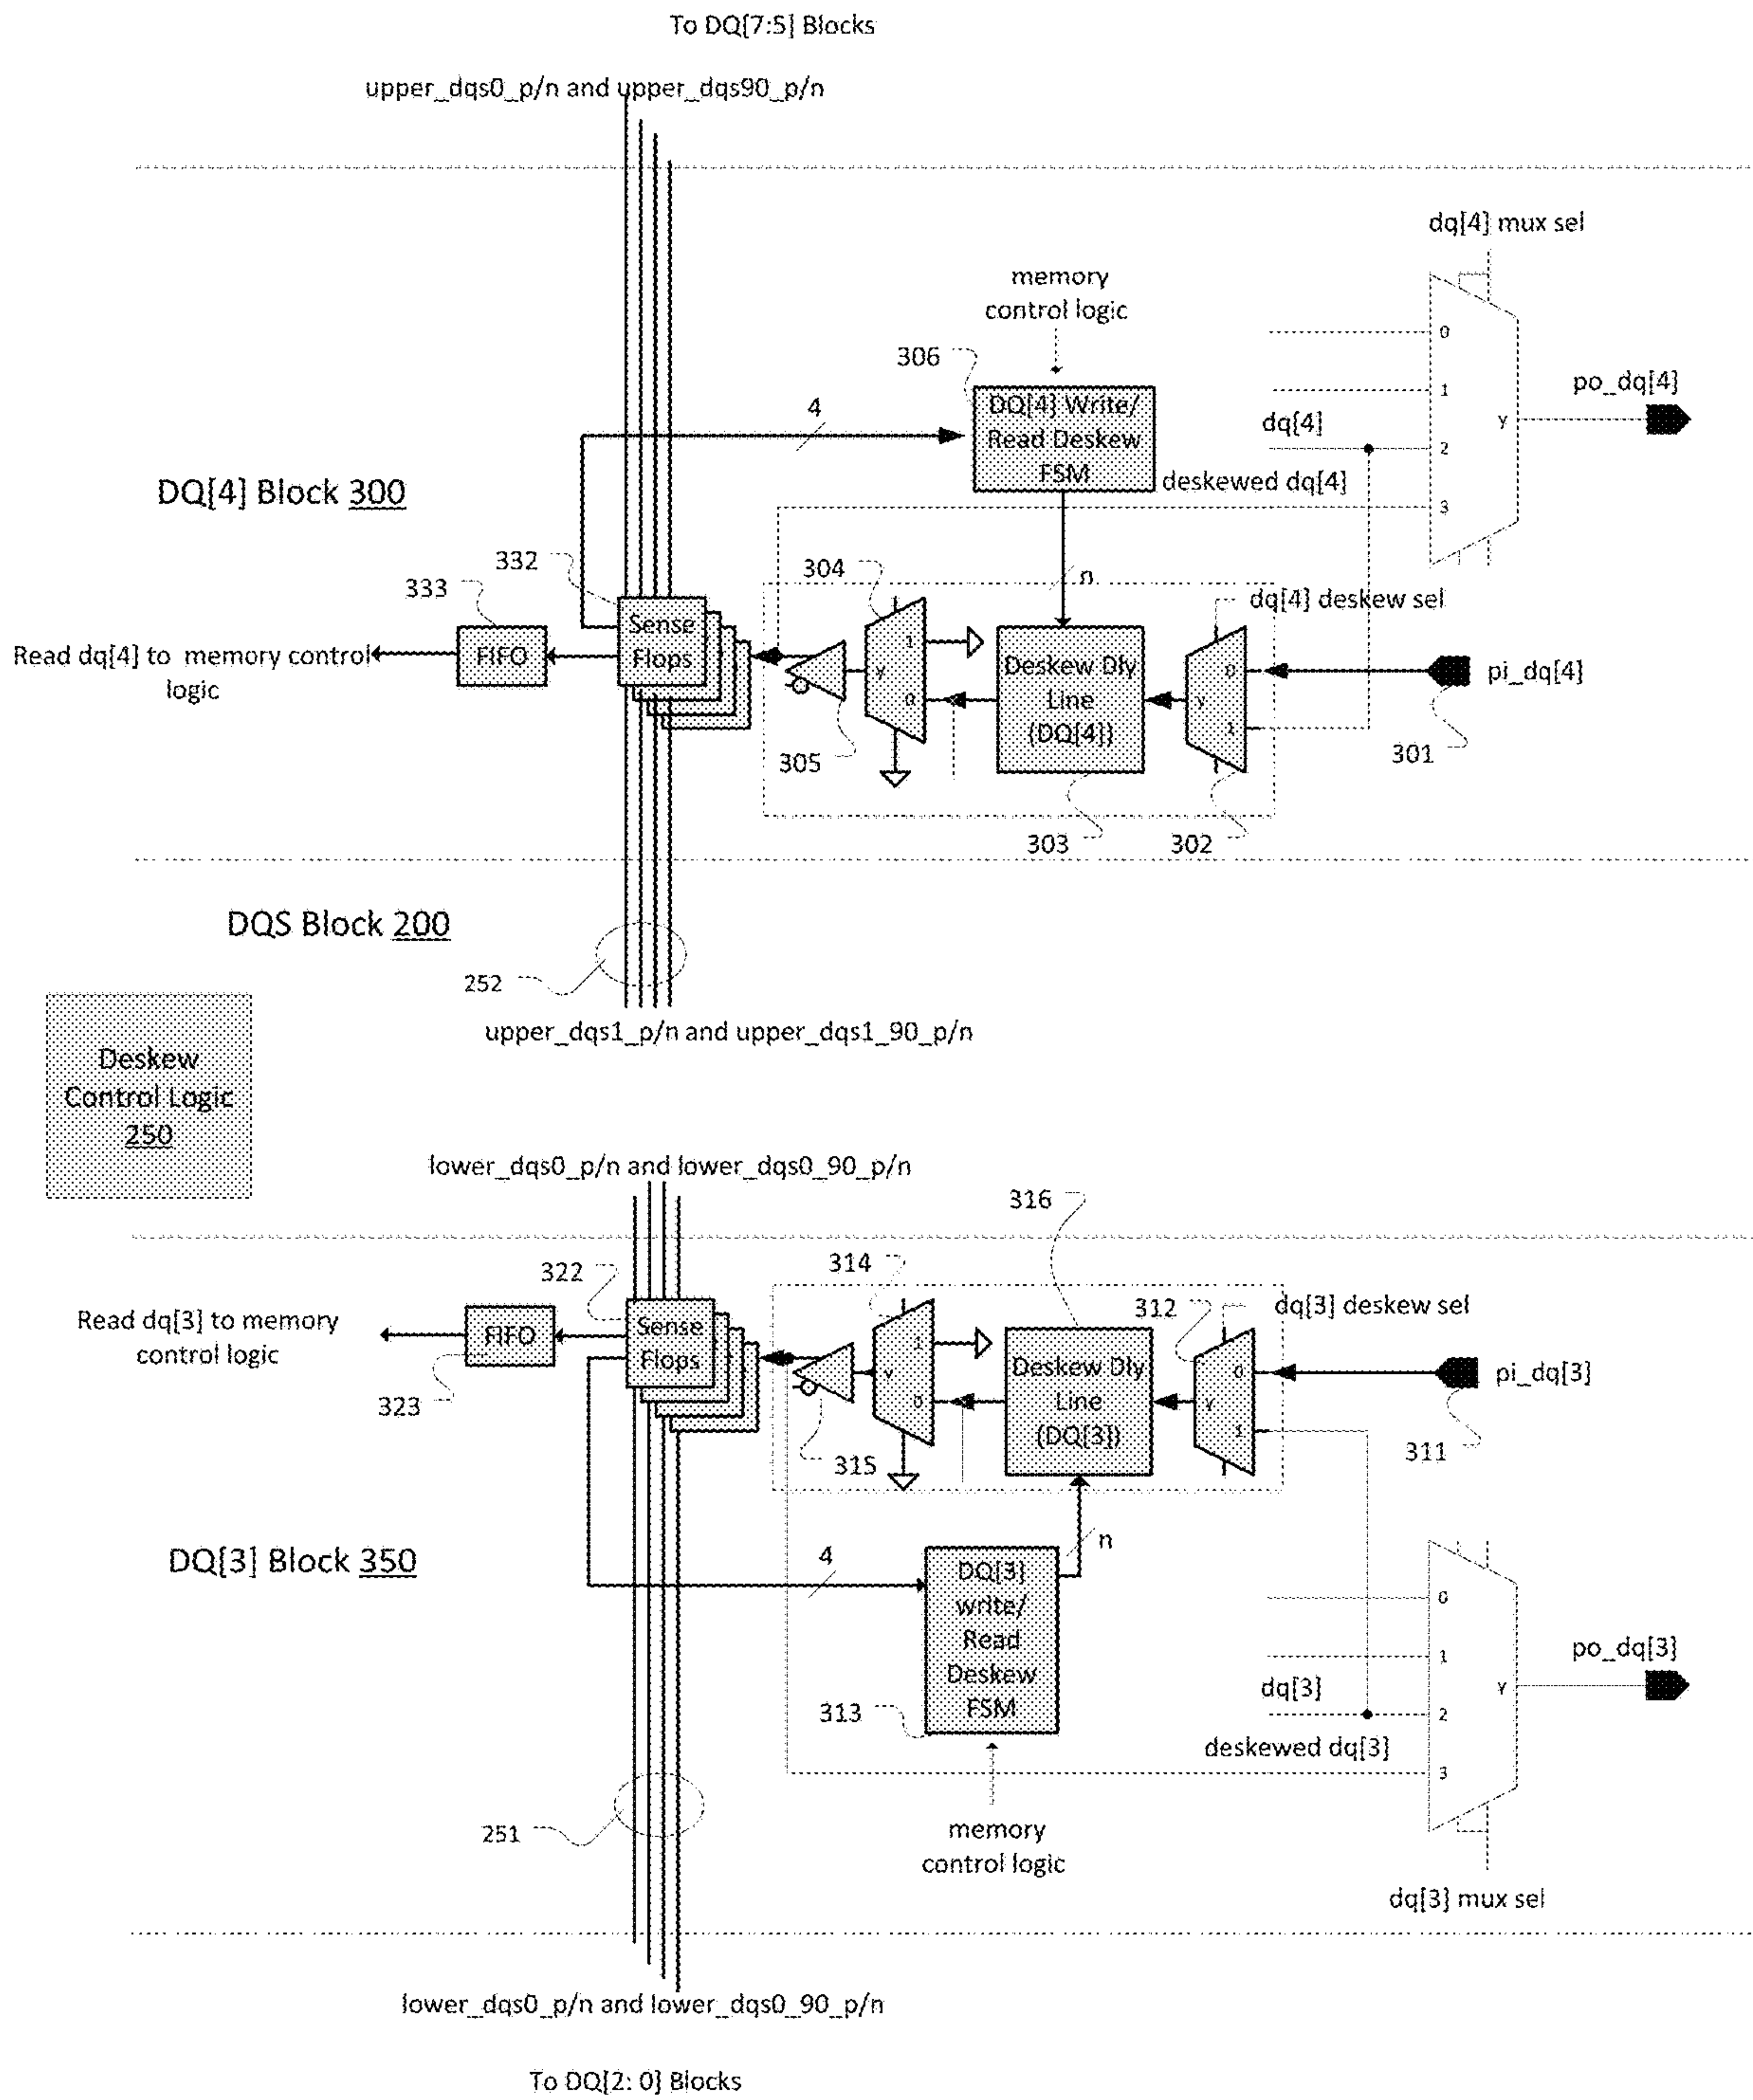 To DQ[7:5] Blocks
upper_dqs0_p/n and upper_dqs90_p/n
dq[4] mux sel
memory
control logic
306
0
1
po_dq[4]
4
DQ[4] Write/
Read Deskew
FSM
dq[4]
y
2
DQ[4] Block 300
deskewed dq[4]
3
332
304
n
333
dq[4] deskew sel
Read dq[4] to memory control
logic
FIFO
Sense
Flops
1
y
0
Deskew Dly
Line
(DQ[4])
0
y
1
pi_dq[4]
305
301
303
302
DQS Block 200
252
upper_dqs1_p/n and upper_dqs1_90_p/n
Deskew
Control Logic
250
lower_dqs0_p/n and lower_dqs0_90_p/n
316
322
314
312
dq[3] deskew sel
Read dq[3] to memory
control logic
FIFO
Sense
Flops
1
y
0
Deskew Dly
Line
(DQ[3])
0
y
1
pi_dq[3]
323
315
311
n
DQ[3] Block 350
4
DQ[3]
write/
Read
Deskew
FSM
0
1
po_dq[3]
dq[3]
y
2
313
deskewed dq[3]
3
251
memory
control logic
dq[3] mux sel
lower_dqs0_p/n and lower_dqs0_90_p/n
To DQ[2: 0] Blocks